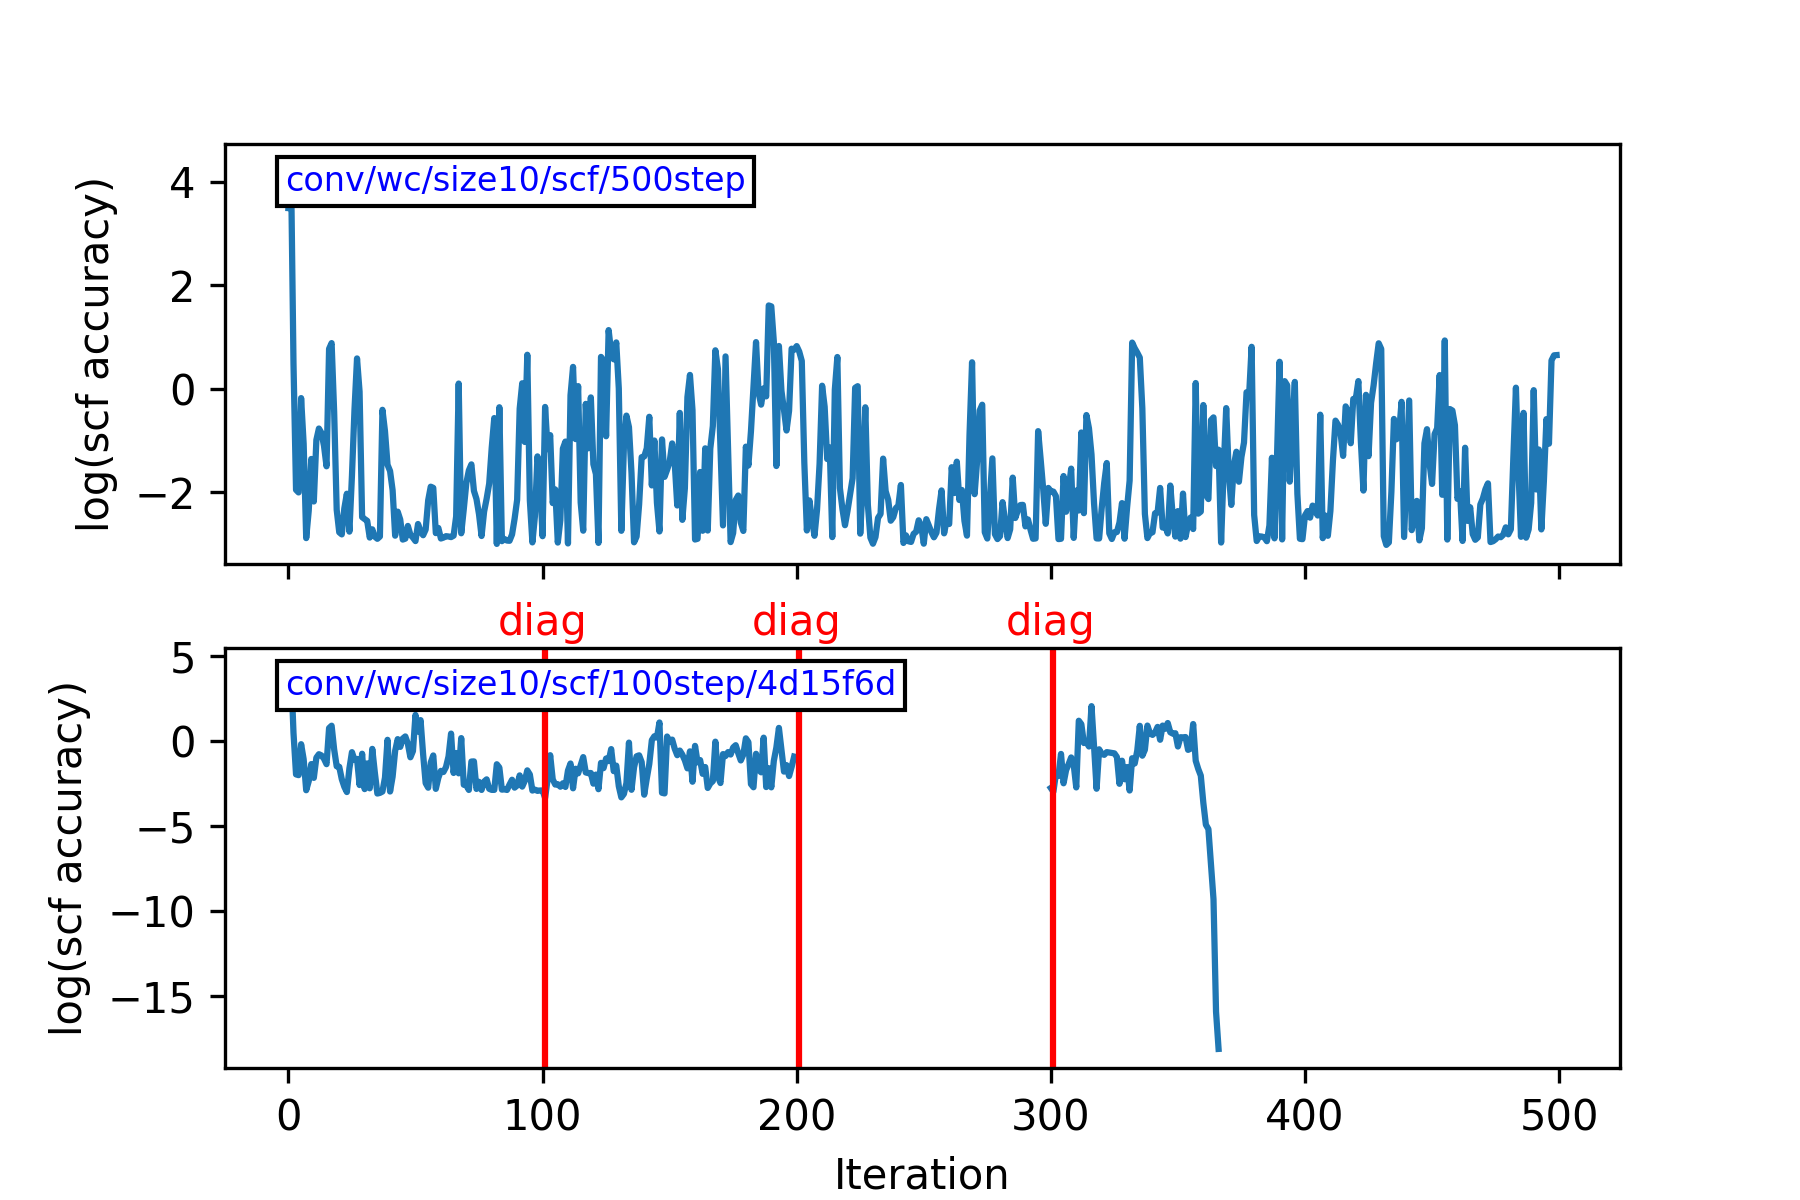 log(scf accuracy)
4
2
0
−2
conv/wc/size10/scf/500step
diag diag diag
log(scf accuracy)
5
0
−5
−10
−15
conv/wc/size10/scf/100step/4d15f6d
0 100 200 300 400 500
Iteration